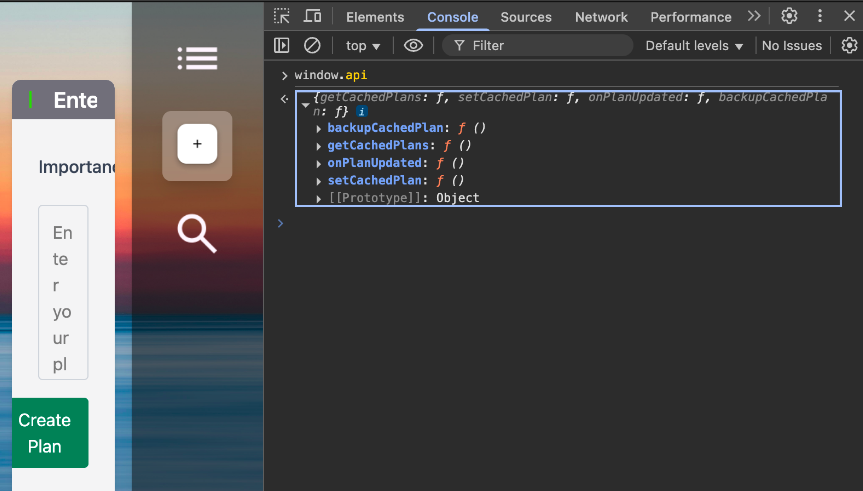 Ente
Importanc
En
te
r
yo
ur
pl
Create
Plan
+
Elements Console Sources Network Performance
top Filter Default levels No Issues
window.api
{getCachedPlans: ƒ, setCachedPlan: ƒ, onPlanUpdated: ƒ, backupCachedPla
n: ƒ} i
backupCachedPlan: ƒ ()
getCachedPlans: ƒ ()
onPlanUpdated: ƒ ()
setCachedPlan: ƒ ()
[[Prototype]]: Object